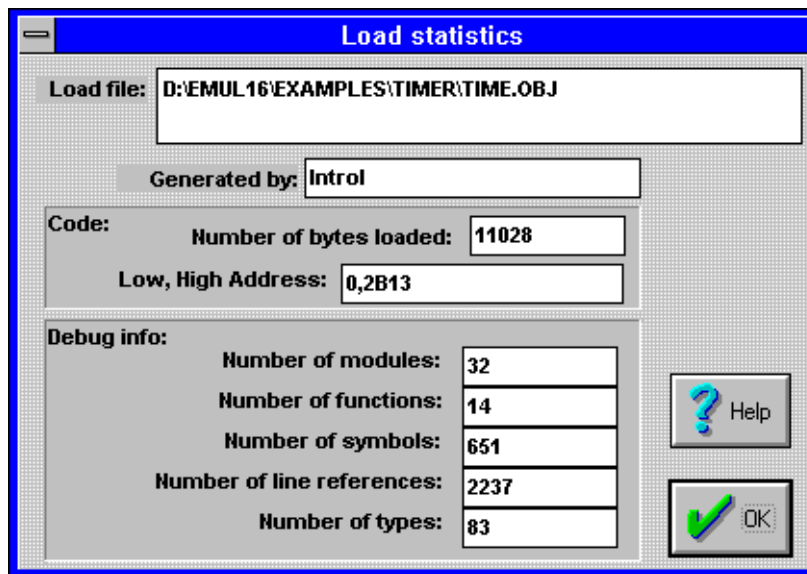 Load statistics
Load file: D:\EMUL16\EXAMPLES\TIMER\TIME.OBJ
Generated by: Introl
Code:
Number of bytes loaded: 11028
Low, High Address: 0,2B13
Debug info:
Number of modules: 32
Number of functions: 14
Number of symbols: 651
Number of line references: 2237
Number of types: 83
Help
OK